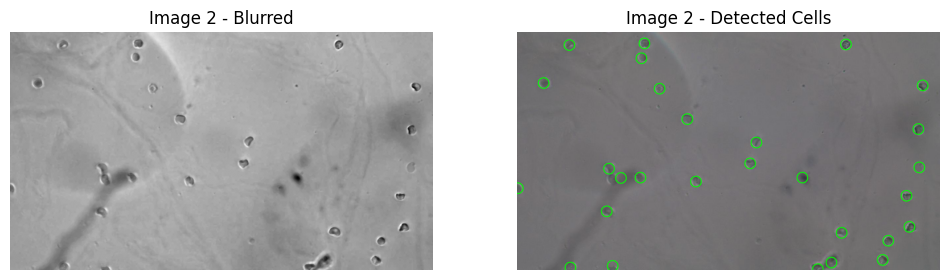 Image 2 - Blurred
Image 2 - Detected Cells